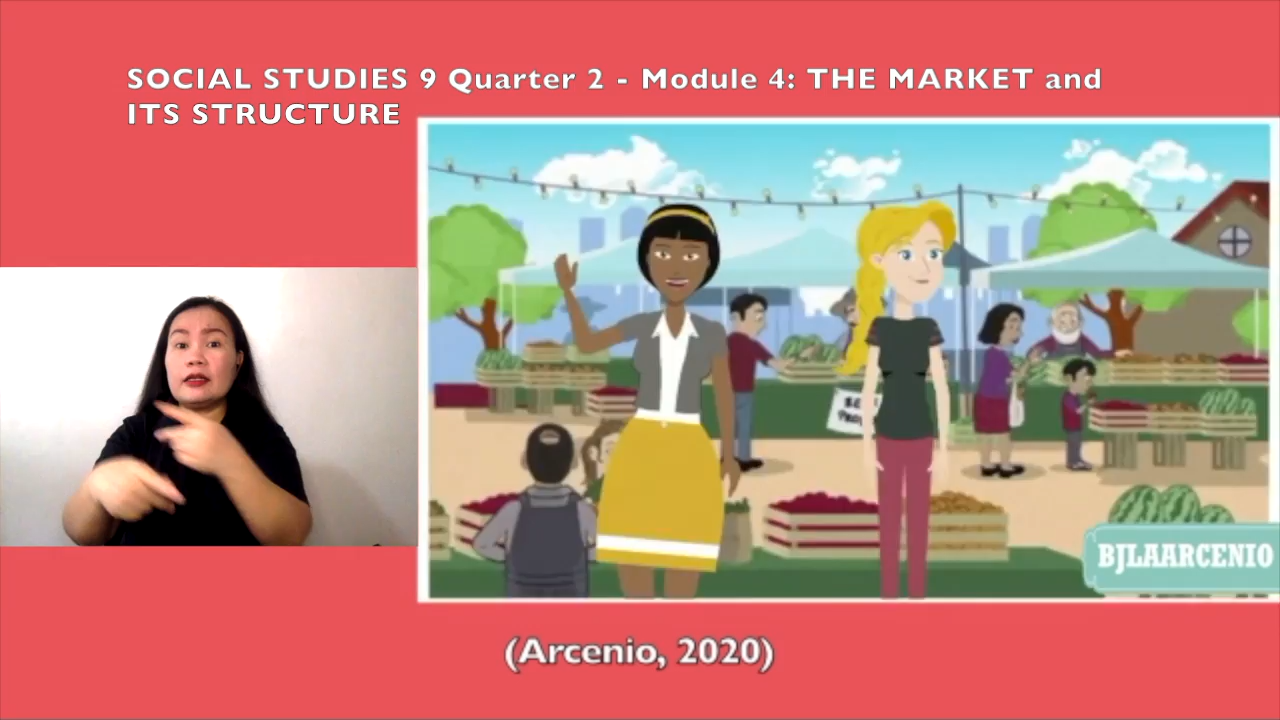 SOCIAL STUDIES 9 Quarter 2 - Module 4: THE MARKET and
ITS STRUCTURE
BJLAARCENIO
(Arcenio, 2020)